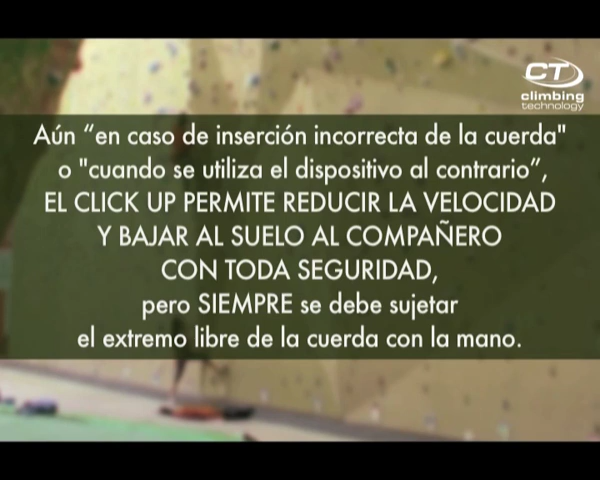 CT
climbing
technology
Aún “en caso de inserción incorrecta de la cuerda"
o "cuando se utiliza el dispositivo al contrario”,
EL CLICK UP PERMITE REDUCIR LA VELOCIDAD
Y BAJAR AL SUELO AL COMPAÑERO
CON TODA SEGURIDAD,
pero SIEMPRE se debe sujetar
el extremo libre de la cuerda con la mano.